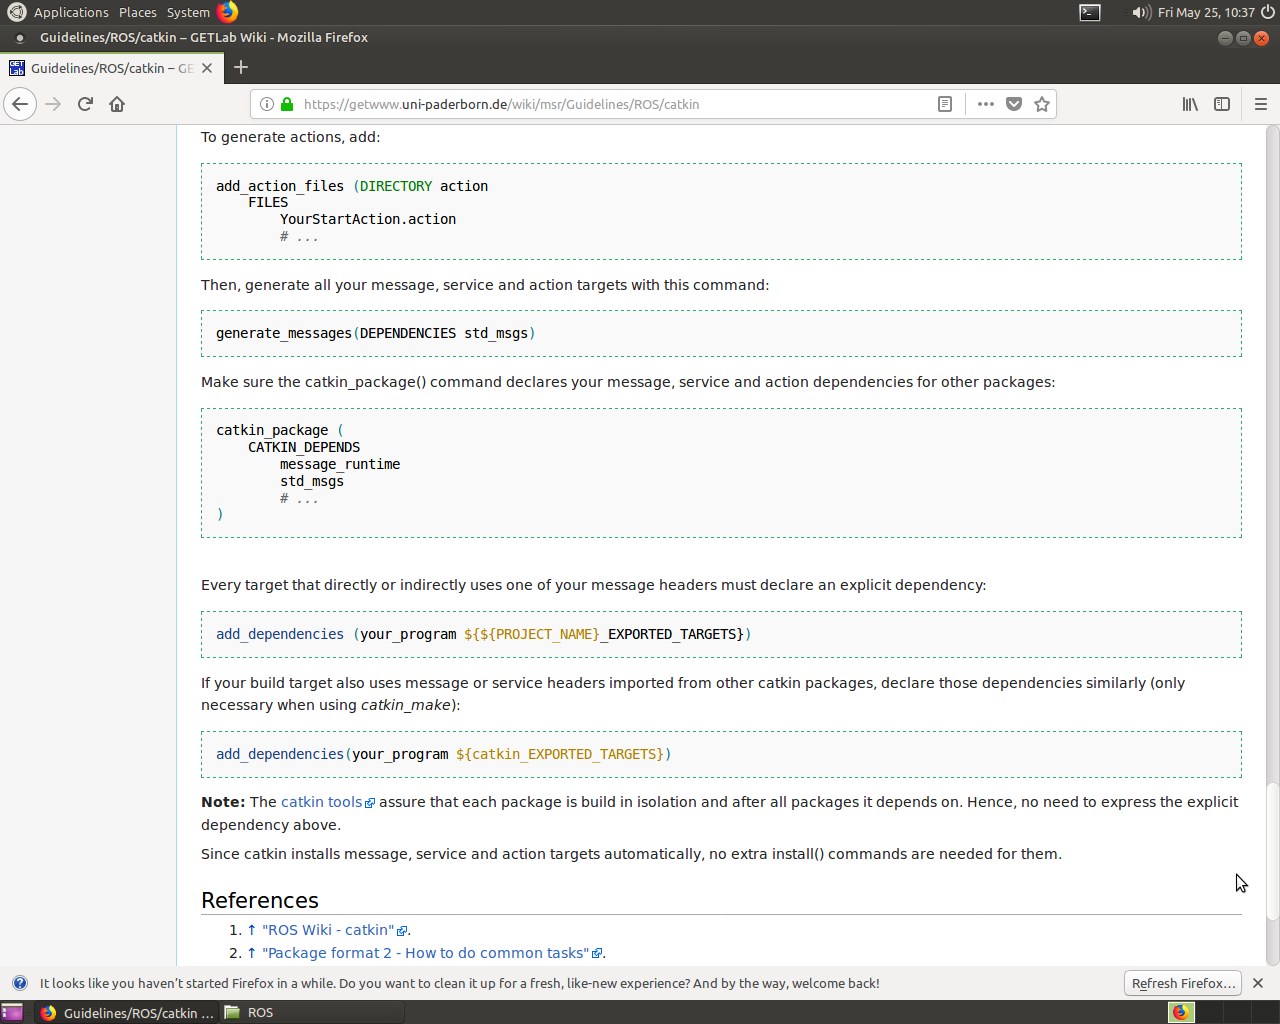 Applications Places System Fri May 25, 10:37
Guidelines/ROS/catkin – GETLab Wiki - Mozilla Firefox
GET Lab Guidelines/ROS/catkin – GE
https://getwww.uni-paderborn.de/wiki/msr/Guidelines/ROS/catkin
To generate actions, add:
add_action_files (DIRECTORY action
FILES
YourStartAction.action
# ...
Then, generate all your message, service and action targets with this command:
generate_messages(DEPENDENCIES std_msgs)
Make sure the catkin_package() command declares your message, service and action dependencies for other packages:
catkin_package (
CATKIN_DEPENDS
message_runtime
std_msgs
# ...
)
Every target that directly or indirectly uses one of your message headers must declare an explicit dependency:
add_dependencies (your_program ${${PROJECT_NAME}_EXPORTED_TARGETS})
If your build target also uses message or service headers imported from other catkin packages, declare those dependencies similarly (only
necessary when using catkin_make):
add_dependencies(your_program ${catkin_EXPORTED_TARGETS})
Note: The catkin tools assure that each package is build in isolation and after all packages it depends on. Hence, no need to express the explicit
dependency above.
Since catkin installs message, service and action targets automatically, no extra install() commands are needed for them.
References
1. ↑ "ROS Wiki - catkin".
2. ↑ "Package format 2 - How to do common tasks".
It looks like you haven't started Firefox in a while. Do you want to clean it up for a fresh, like-new experience? And by the way, welcome back! Refresh Firefox...
Guidelines/ROS/catkin ... ROS